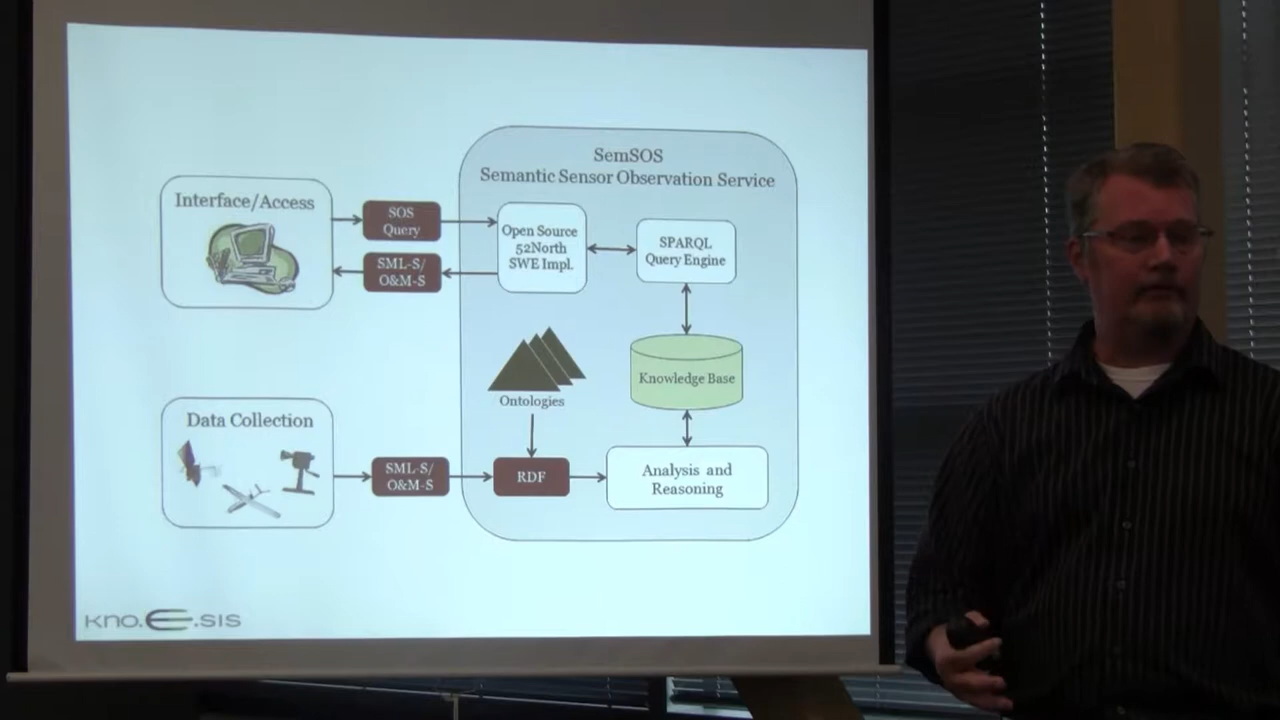 SemSOS
Semantic Sensor Observation Service
Interface/Access
SOS
Query
SML-S/
O&M-S
Open Source
52North
SWE Impl.
SPARQL
Query Engine
Ontologies
Knowledge Base
Data Collection
SML-S/
O&M-S
RDF
Analysis and
Reasoning
kno.e.sis